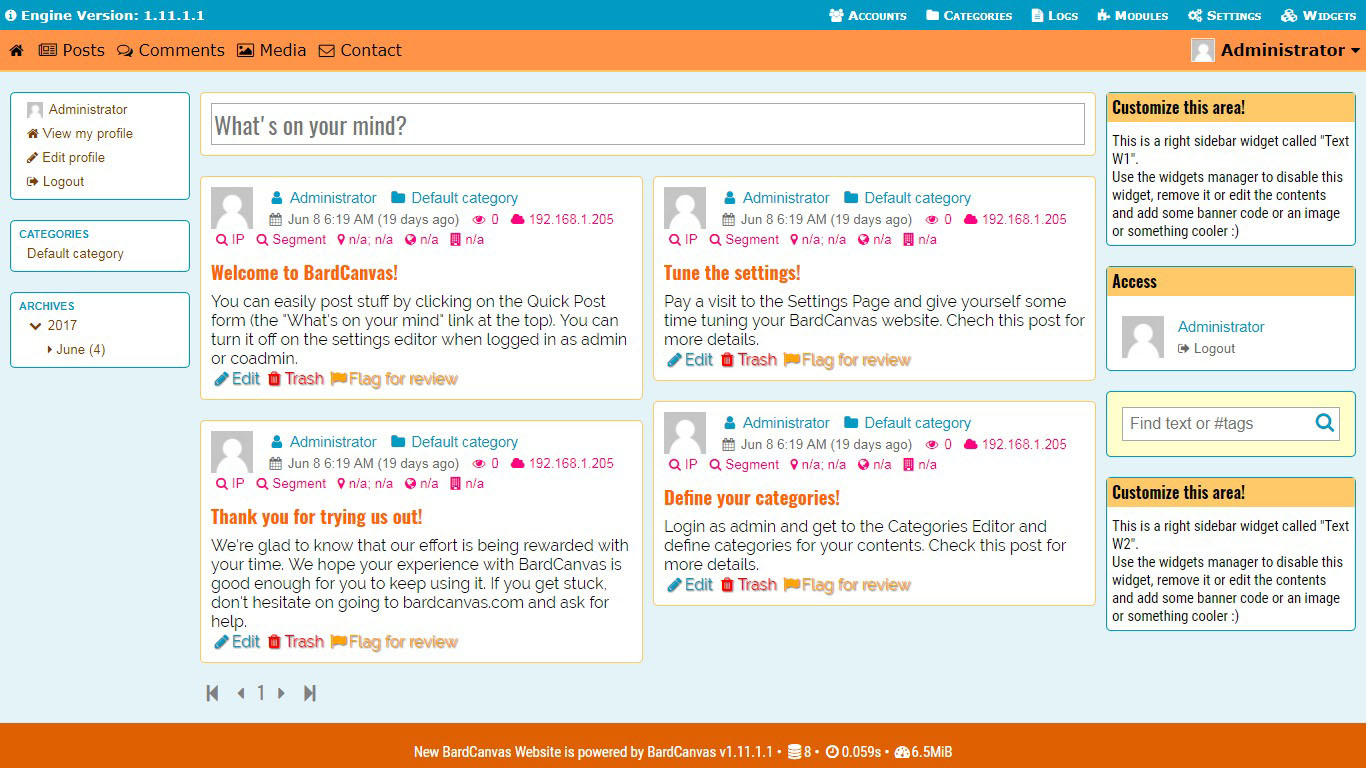 Engine Version: 1.11.1.1
Accounts Categories Logs Modules Settings Widgets
Posts Comments Media Contact
Administrator
Administrator
View my profile
Edit profile
Logout
CATEGORIES
Default category
ARCHIVES
2017
June (4)
What's on your mind?
Administrator Default category
Jun 8 6:19 AM (19 days ago) 0 192.168.1.205
IP Segment n/a; n/a n/a n/a
Welcome to BardCanvas!
You can easily post stuff by clicking on the Quick Post
form (the "What's on your mind" link at the top). You can
turn it off on the settings editor when logged in as admin
or coadmin.
Edit Trash Flag for review
Administrator Default category
Jun 8 6:19 AM (19 days ago) 0 192.168.1.205
IP Segment n/a; n/a n/a n/a
Thank you for trying us out!
We're glad to know that our effort is being rewarded with
your time. We hope your experience with BardCanvas is
good enough for you to keep using it. If you get stuck,
don't hesitate on going to bardcanvas.com and ask for
help.
Edit Trash Flag for review
1
Administrator Default category
Jun 8 6:19 AM (19 days ago) 0 192.168.1.205
IP Segment n/a; n/a n/a n/a
Tune the settings!
Pay a visit to the Settings Page and give yourself some
time tuning your BardCanvas website. Chech this post for
more details.
Edit Trash Flag for review
Administrator Default category
Jun 8 6:19 AM (19 days ago) 0 192.168.1.205
IP Segment n/a; n/a n/a n/a
Define your categories!
Login as admin and get to the Categories Editor and
define categories for your contents. Check this post for
more details.
Edit Trash Flag for review
Customize this area!
This is a right sidebar widget called "Text
W1".
Use the widgets manager to disable this
widget, remove it or edit the contents
and add some banner code or an image
or something cooler :)
Access
Administrator
Logout
Find text or #tags
Customize this area!
This is a right sidebar widget called "Text
W2".
Use the widgets manager to disable this
widget, remove it or edit the contents
and add some banner code or an image
or something cooler :)
New BardCanvas Website is powered by BardCanvas v1.11.1.1 • 8 • 0.059s • 6.5MiB